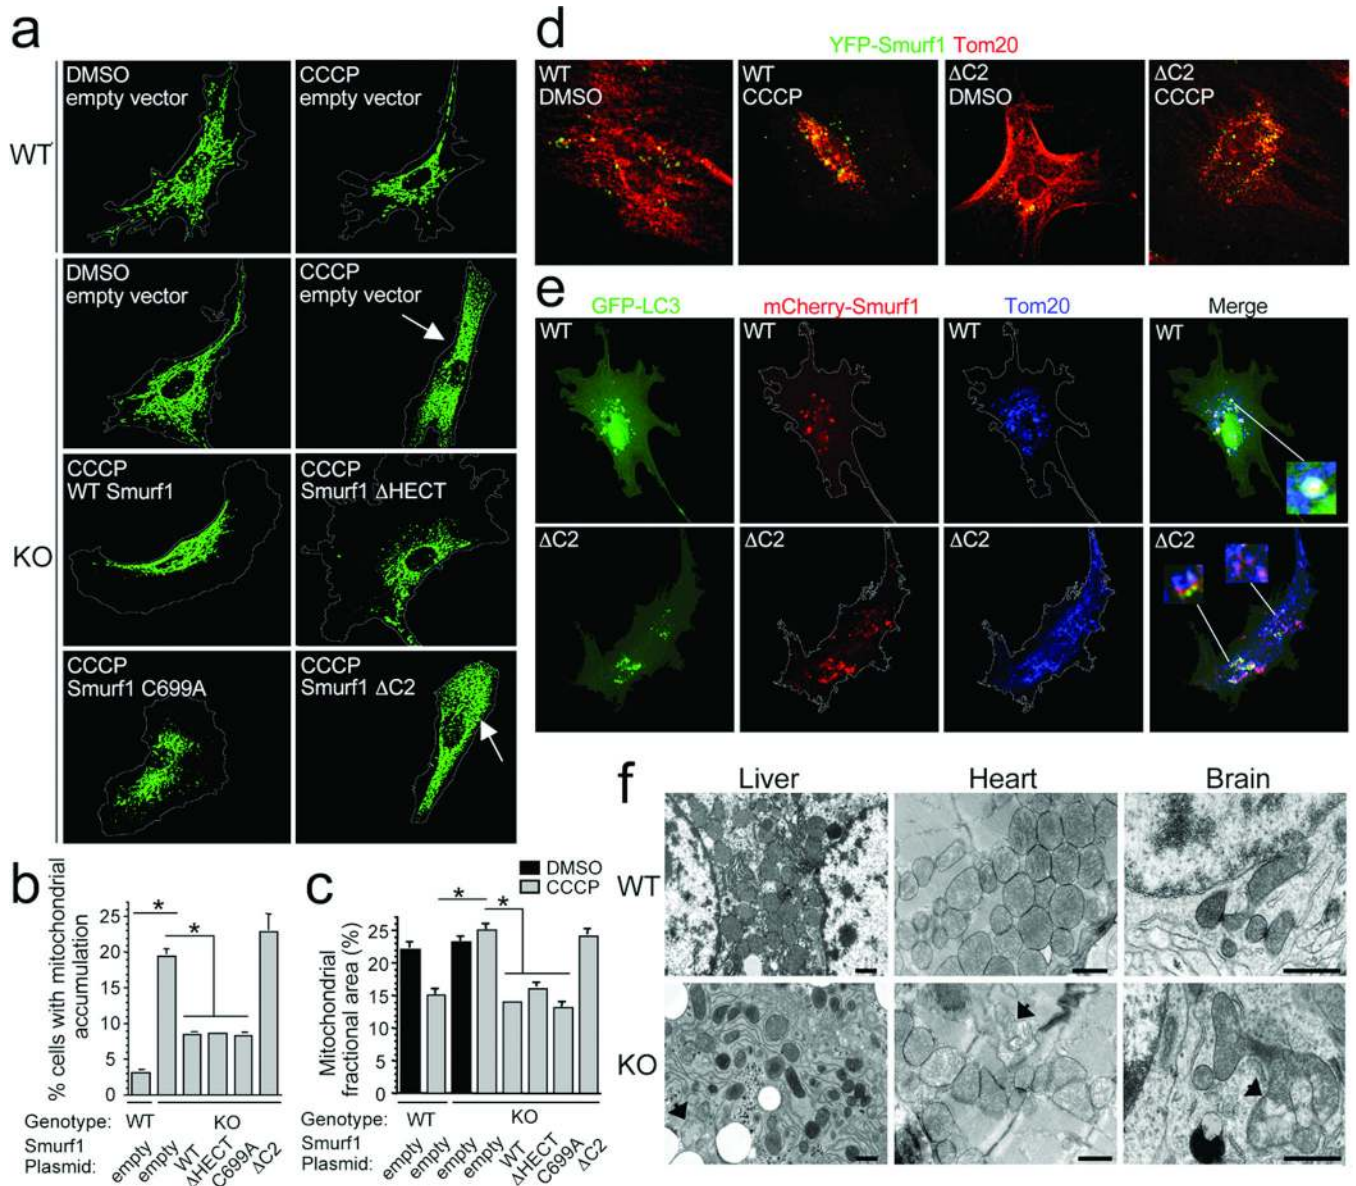 a
WT
DMSO
empty vector
CCCP
empty vector
KO
DMSO
empty vector
CCCP
empty vector
CCCP
WT Smurf1
CCCP
Smurf1 ΔHECT
CCCP
Smurf1 C699A
CCCP
Smurf1 ΔC2
b
% cells with mitochondrial
accumulation
25
20
15
10
5
0
*
*
Genotype:
WT
KO
Smurf1
Plasmid:
empty
empty
WT
ΔHECT
C699A
ΔC2
c
DMSO
CCCP
Mitochondrial
fractional area (%)
25
20
15
10
5
0
*
*
Genotype:
WT
KO
Smurf1
Plasmid:
empty
empty
empty
empty
WT
ΔHECT
C699A
ΔC2
d
YFP-Smurf1 Tom20
WT
DMSO
WT
CCCP
ΔC2
DMSO
ΔC2
CCCP
e
GFP-LC3
mCherry-Smurf1
Tom20
Merge
WT
WT
WT
WT
ΔC2
ΔC2
ΔC2
ΔC2
f
Liver
Heart
Brain
WT
KO